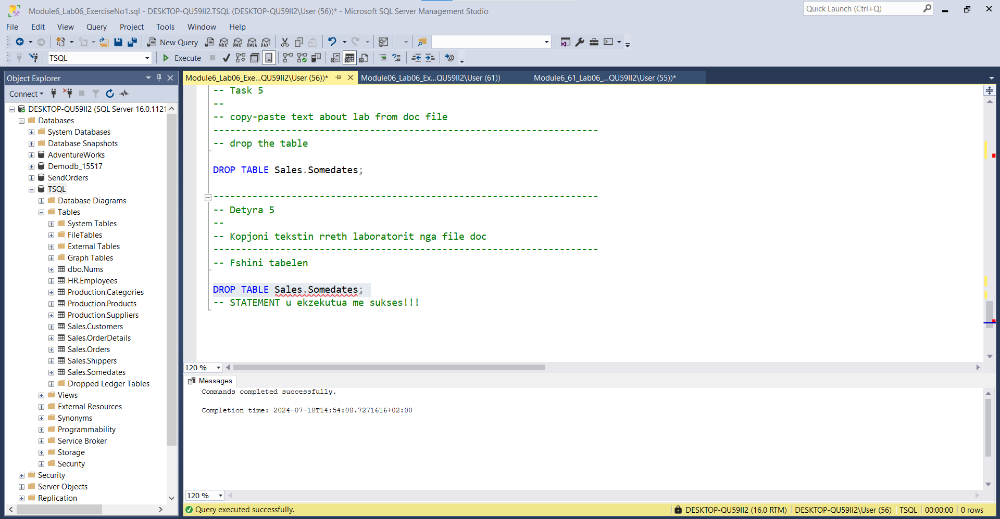 Module6_Lab06_ExerciseNo1.sql - DESKTOP-QU59II2.TSQL (DESKTOP-QU59II2\User (56))* - Microsoft SQL Server Management Studio
Quick Launch (Ctrl+Q)
File Edit View Query Project Tools Window Help
New Query MDX DMX XMLA DAX
TSQL Execute
Object Explorer
Connect
DESKTOP-QU59II2 (SQL Server 16.0.1121
Databases
System Databases
Database Snapshots
AdventureWorks
Demodb_15517
SendOrders
TSQL
Database Diagrams
Tables
System Tables
FileTables
External Tables
Graph Tables
dbo.Nums
HR.Employees
Production.Categories
Production.Products
Production.Suppliers
Sales.Customers
Sales.OrderDetails
Sales.Orders
Sales.Shippers
Sales.Somedates
Dropped Ledger Tables
Views
External Resources
Synonyms
Programmability
Service Broker
Storage
Security
Security
Server Objects
Replication
Module6_Lab06_Exe...QU59II2\User (56))* Module06_Lab06_Ex...QU59II2\User (61)) Module6_61_Lab06_...QU59II2\User (55))*
-- Task 5
--
-- copy-paste text about lab from doc file
---------------------------------------------------------------------
-- drop the table
DROP TABLE Sales.Somedates;
---------------------------------------------------------------------
-- Detyra 5
--
-- Kopjoni tekstin rreth laboratorit nga file doc
---------------------------------------------------------------------
-- Fshini tabelen
DROP TABLE Sales.Somedates;
-- STATEMENT u ekzekutua me sukses!!!
120 %
Messages
Commands completed successfully.
Completion time: 2024-07-18T14:54:08.7271616+02:00
120 %
Query executed successfully. DESKTOP-QU59II2 (16.0 RTM) DESKTOP-QU59II2\User (56) TSQL 00:00:00 0 rows